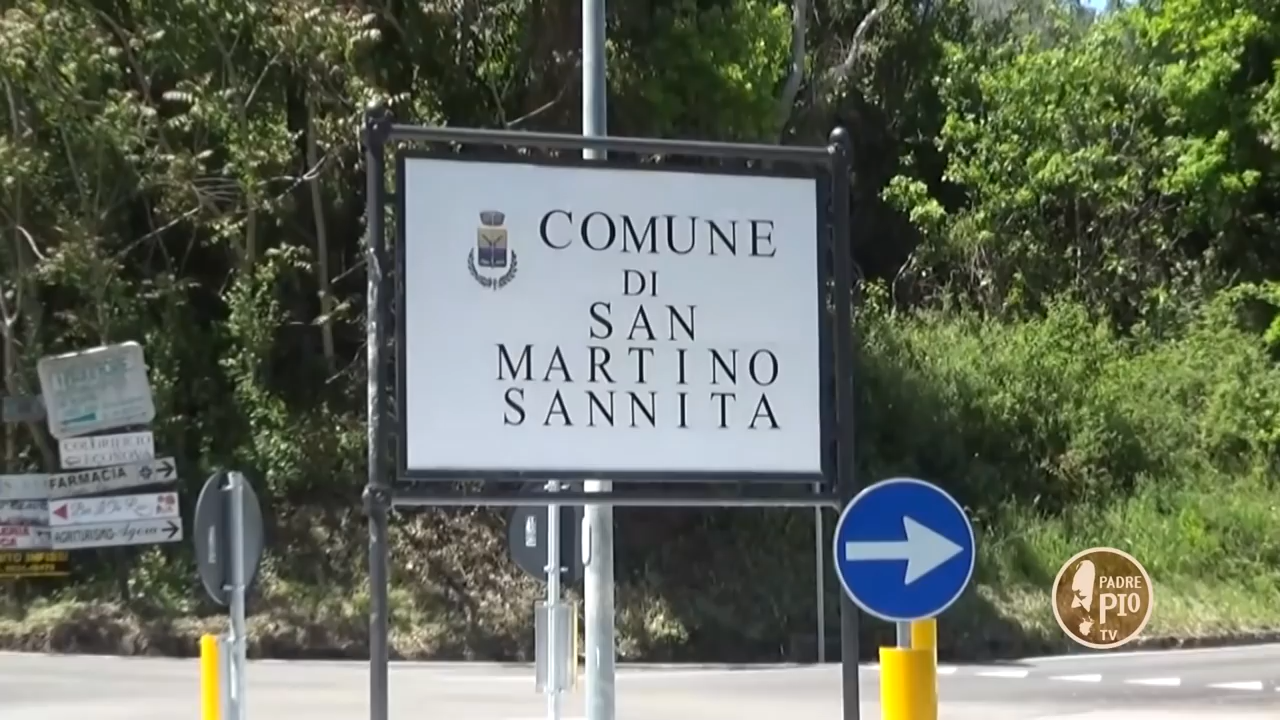 COMUNE
DI
SAN
MARTINO
SANNITA
FARMACIA
AGRITURISMO
PADRE
PIO
TV